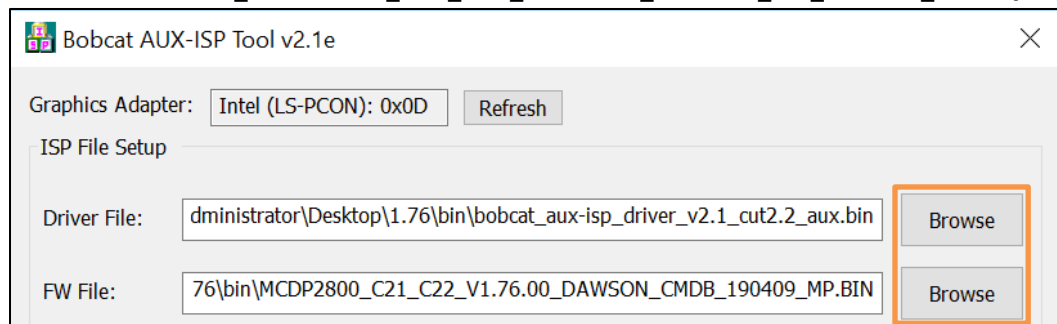 Bobcat AUX-ISP Tool v2.1e
Graphics Adapter: Intel (LS-PCON): 0x0D Refresh
ISP File Setup
Driver File: dministrator\Desktop\1.76\bin\bobcat_aux-isp_driver_v2.1_cut2.2_aux.bin Browse
FW File: 76\bin\MCDP2800_C21_C22_V1.76.00_DAWSON_CMDB_190409_MP.BIN Browse